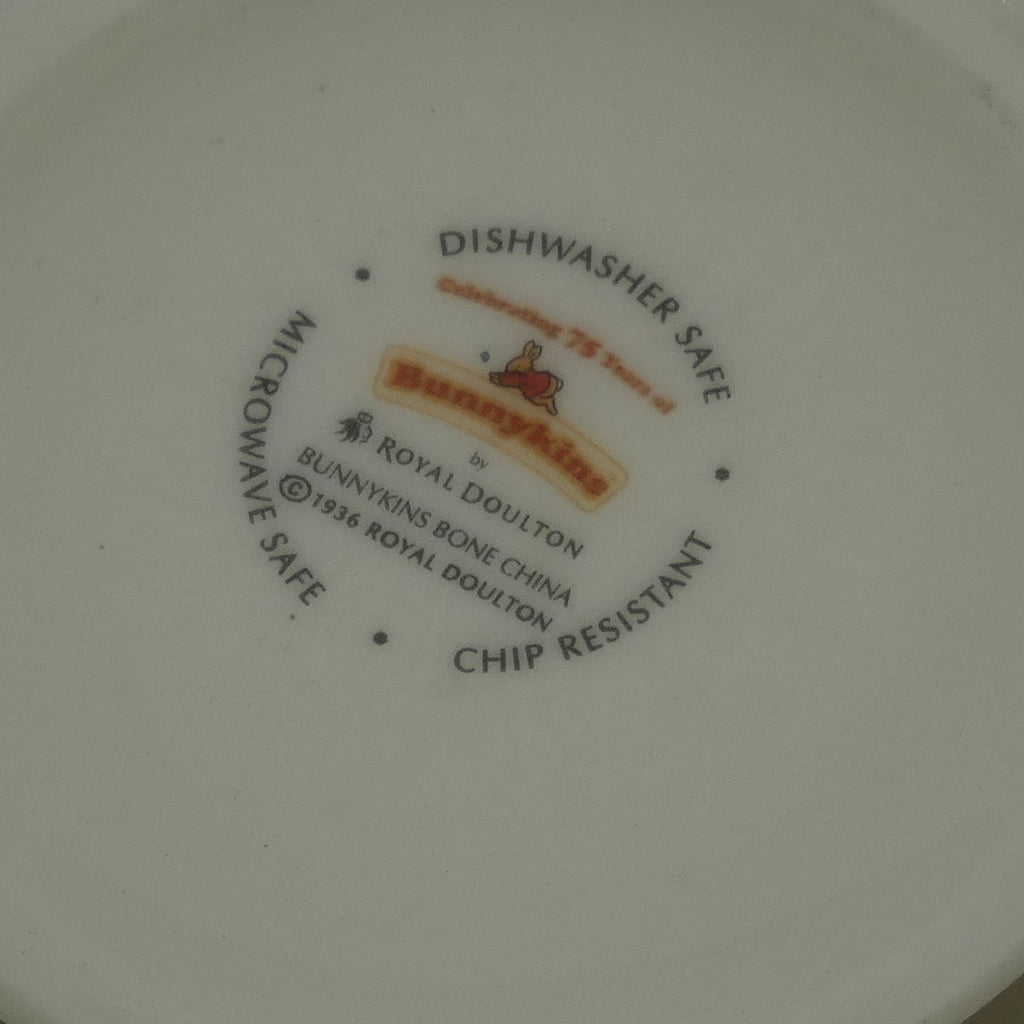 DISHWASHER SAFE
Celebrating 75 Years of
Bunnykins
by
ROYAL DOULTON
BUNNYKINS BONE CHINA
©1936 ROYAL DOULTON
MICROWAVE SAFE
CHIP RESISTANT